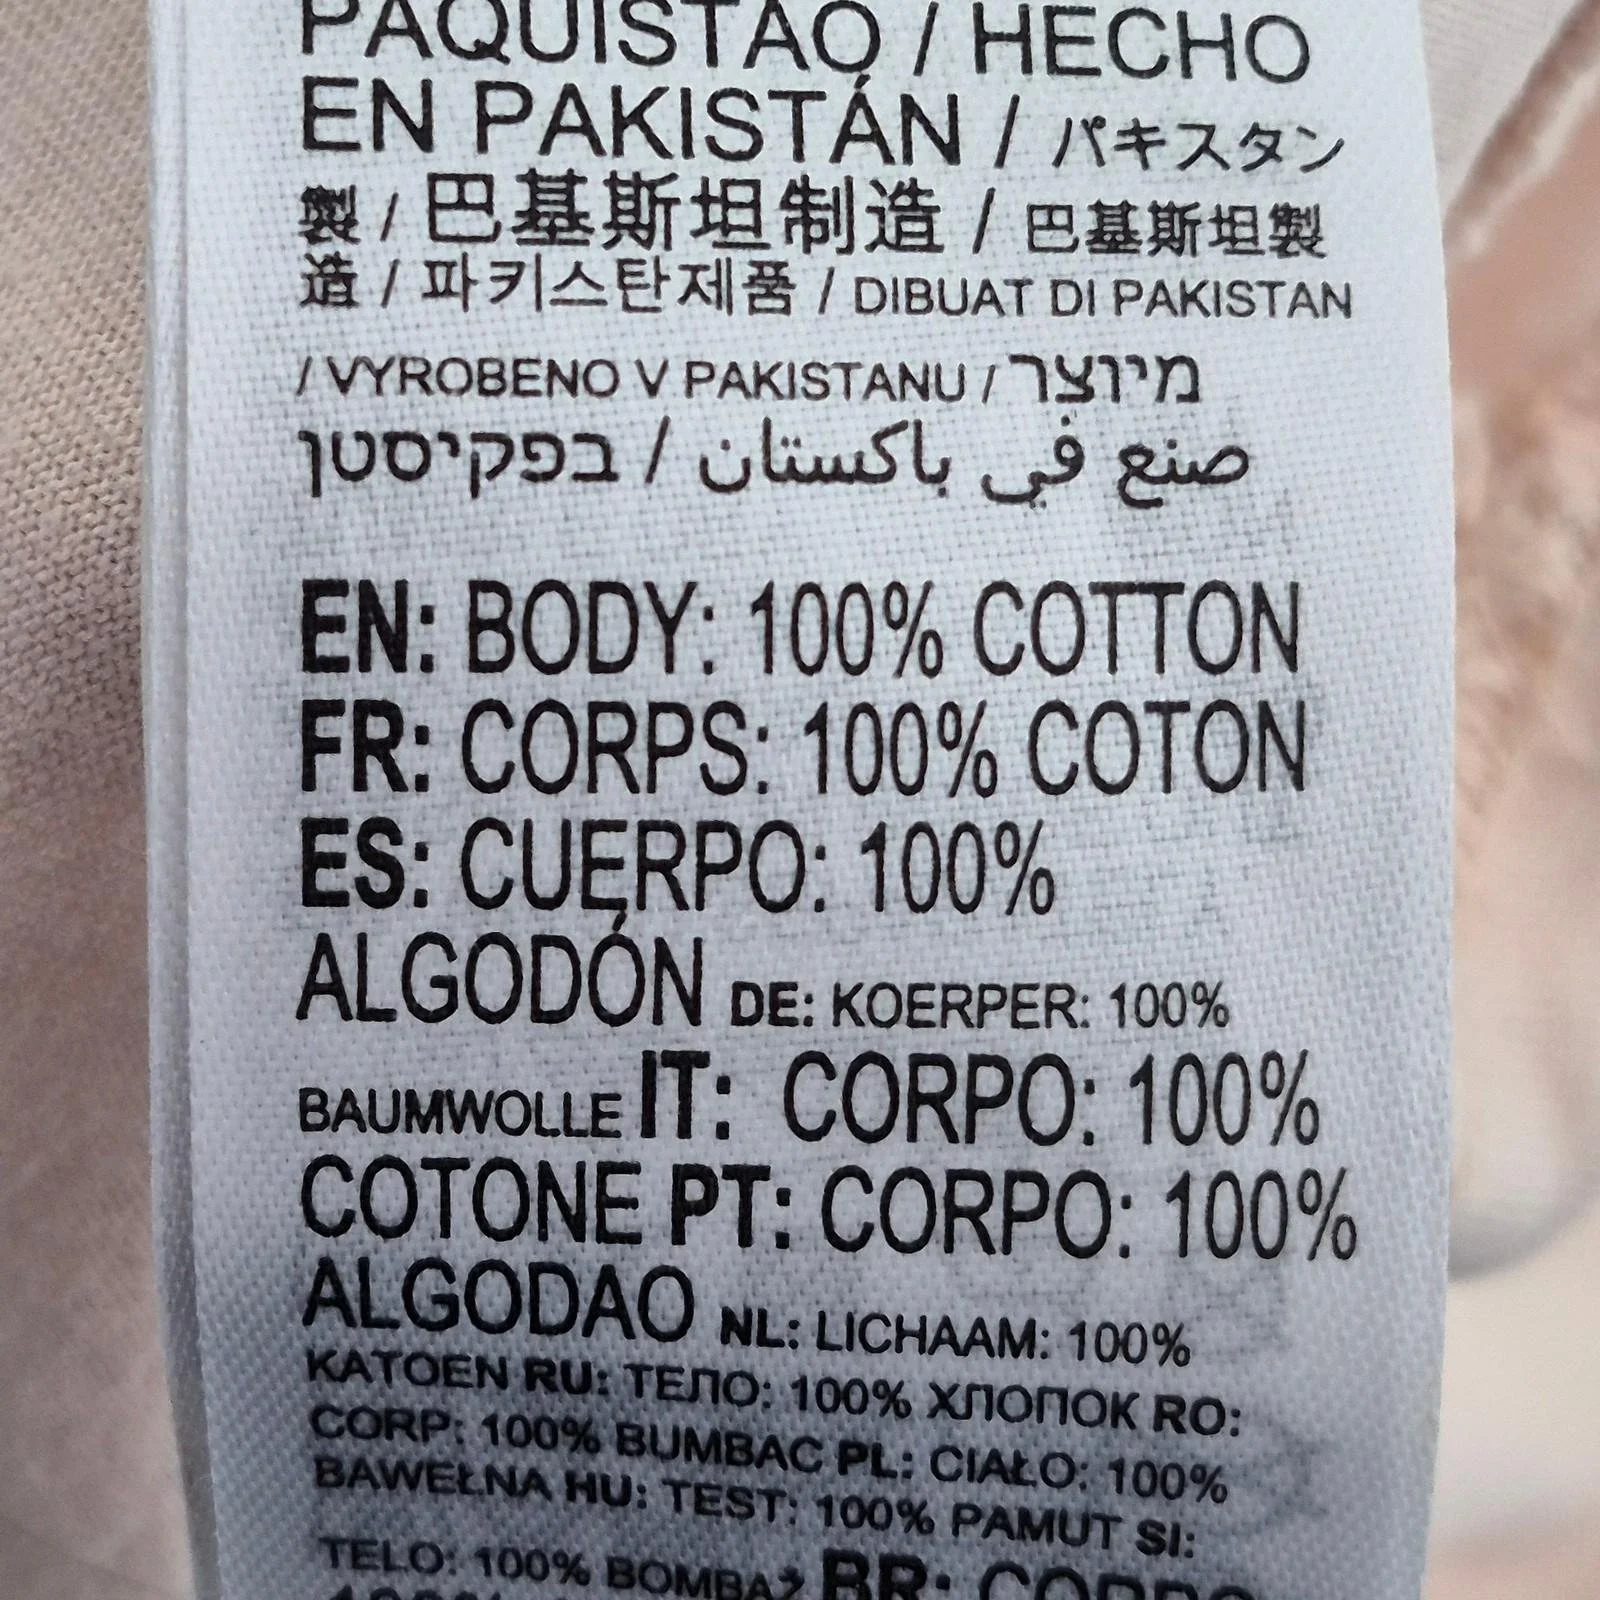 PAQUISTAO / HECHO
EN PAKISTÁN / パキスタン
製 / 巴基斯坦制造 / 巴基斯坦製
造 / 파키스탄제품 / DIBUAT DI PAKISTAN
/ VYROBENO V PAKISTANU / מיוצר
בפקיסטן / صنع في باكستان
EN: BODY: 100% COTTON
FR: CORPS: 100% COTON
ES: CUERPO: 100%
ALGODÓN DE: KOERPER: 100%
BAUMWOLLE IT: CORPO: 100%
COTONE PT: CORPO: 100%
ALGODAO NL: LICHAAM: 100%
KATOEN RU: ТЕЛО: 100% ХЛОПОК RO:
CORP: 100% BUMBAC PL: CIAŁO: 100%
BAWEŁNA HU: TEST: 100% PAMUT SI:
TELO: 100% BOMBAŽ BR: CORPO